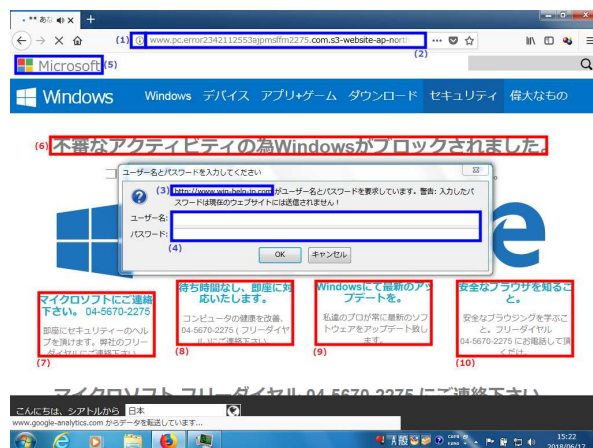 ** あな
(1) www.pc.error2342112553ajpmsffm2275.com.s3-website-ap-north
(2)
Microsoft (5)
Windows Windows デバイス アプリ+ゲーム ダウンロード セキュリティ 偉大なもの
(6) 不審なアクティビティの為Windowsがブロックされました。
ユーザー名とパスワードを入力してください
(3) http://www.win-help-jp.com がユーザー名とパスワードを要求しています。警告: 入力したパ
スワードは現在のウェブサイトには送信されません！
ユーザー名:
パスワード:
(4)
OK キャンセル
e
マイクロソフトにご連絡
下さい。 04-5670-2275
即座にセキュリティーのヘル
プを頂けます。弊社のフリー
ダイヤルにご連絡下さい
(7)
待ち時間なし、即座に対
応いたします。
コンピュータの健康を改善、
04-5670-2275 ( フリーダイヤ
ル )にご連絡下さい
(8)
Windowsにて最新のアッ
プデートを。
私達のプロが常に最新のソフ
トウェアをアップデート致し
ます。
(9)
安全なブラウザを知るこ
と。
安全なブラウジングを学ぶこ
と。フリーダイヤル
04-5670-2275 にお電話して頂
くだけ。
(10)
マイクロソフト フリーダイヤル 04-5670-2275 にご連絡下さい
こんにちは、シアトルから 日本
www.google-analytics.com からデータを転送しています...
A 般
CAPS
KANA
15:22
2018/06/17